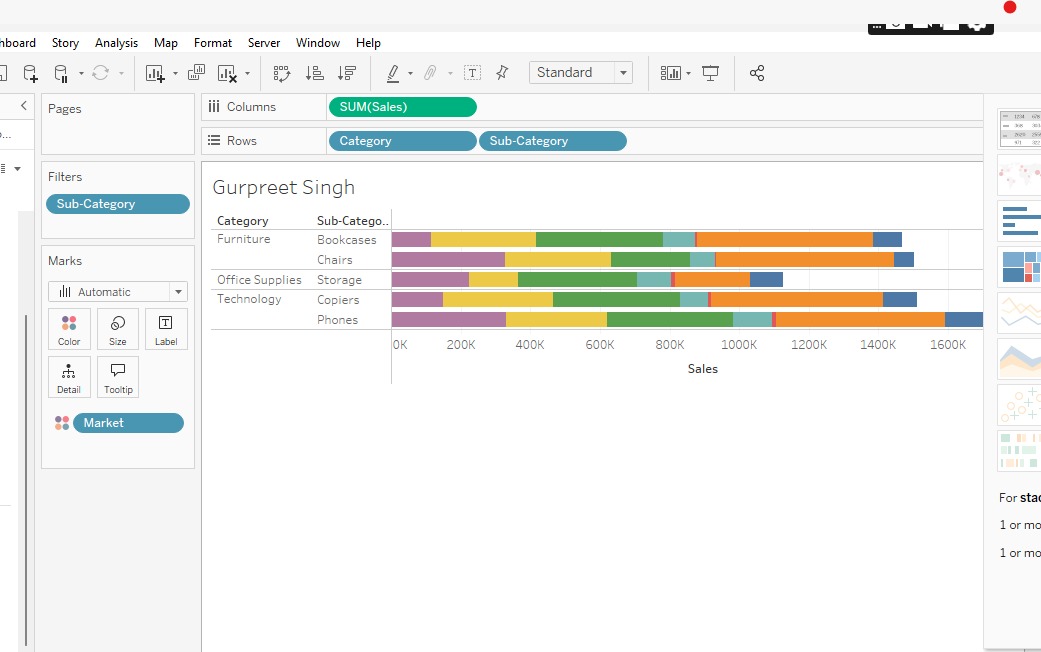 hboard Story Analysis Map Format Server Window Help
Standard
Pages
Columns SUM(Sales)
Rows Category Sub-Category
Filters
Sub-Category
Marks
Automatic
Color Size Label
Detail Tooltip
Market
Gurpreet Singh
Category Sub-Catego..
Furniture Bookcases
Chairs
Office Supplies Storage
Technology Copiers
Phones
0K 200K 400K 600K 800K 1000K 1200K 1400K 1600K
Sales
For stac
1 or mo
1 or mo